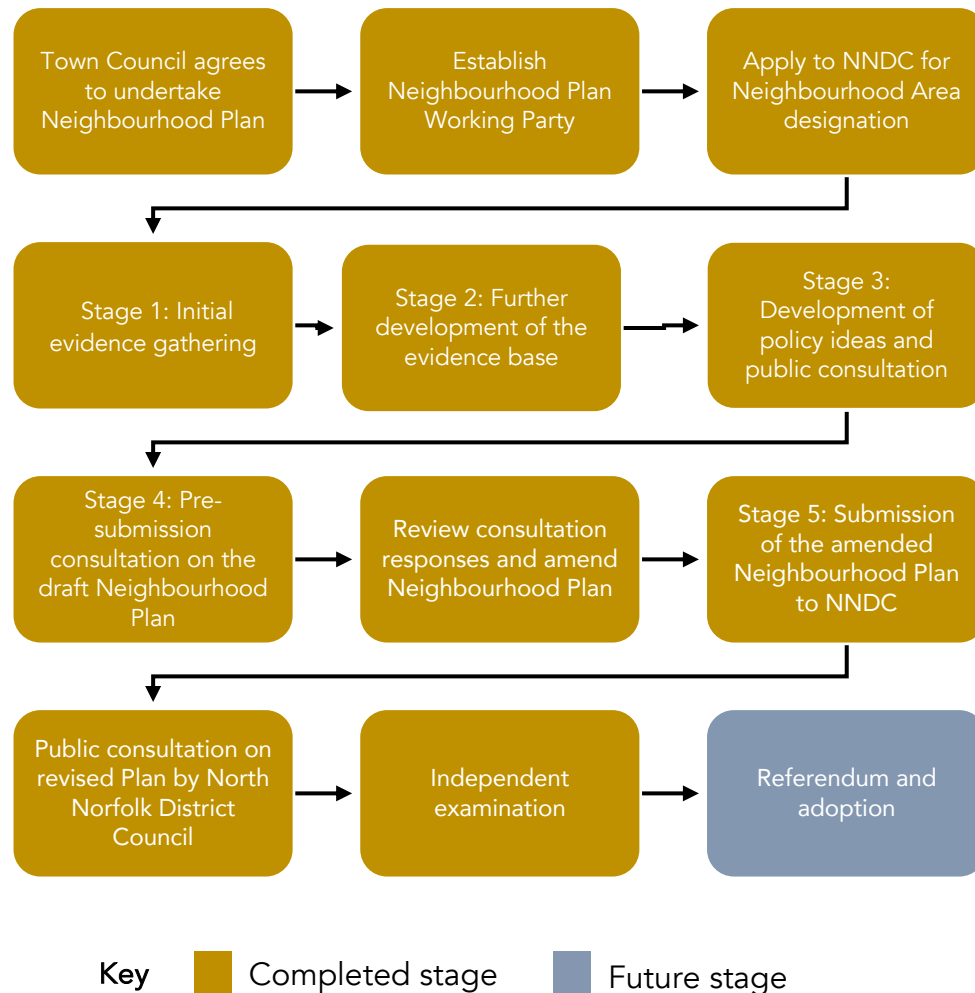 Town Council agrees
to undertake
Neighbourhood Plan
Establish
Neighbourhood Plan
Working Party
Apply to NNDC for
Neighbourhood Area
designation
Stage 1: Initial
evidence gathering
Stage 2: Further
development of the
evidence base
Stage 3:
Development of
policy ideas and
public consultation
Stage 4: Pre-
submission
consultation on the
draft Neighbourhood
Plan
Review consultation
responses and amend
Neighbourhood Plan
Stage 5: Submission
of the amended
Neighbourhood Plan
to NNDC
Public consultation on
revised Plan by North
Norfolk District
Council
Independent
examination
Referendum and
adoption
Key
Completed stage
Future stage